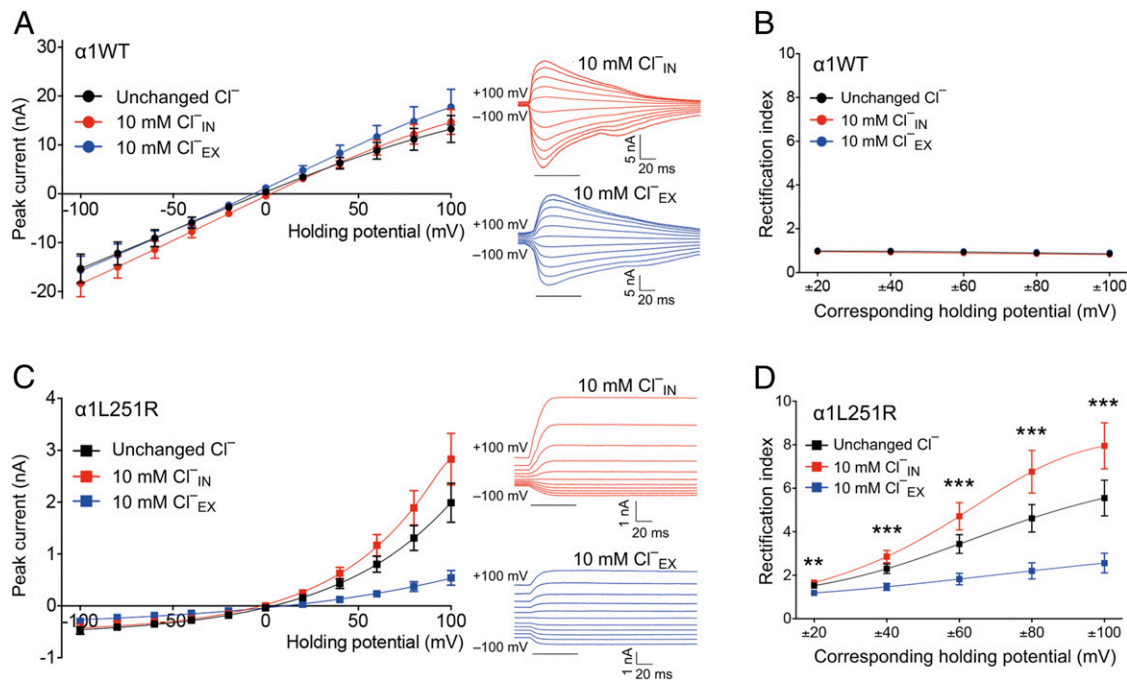 A
α1WT
Peak current (nA)
30
20
10
0
-10
-20
-100
-50
0
50
100
Holding potential (mV)
Unchanged Cl⁻
10 mM Cl⁻IN
10 mM Cl⁻EX
10 mM Cl⁻IN
+100 mV
−100 mV
5 nA
20 ms
10 mM Cl⁻EX
+100 mV
−100 mV
5 nA
20 ms
B
α1WT
Rectification index
10
8
6
4
2
0
Unchanged Cl⁻
10 mM Cl⁻IN
10 mM Cl⁻EX
±20 ±40 ±60 ±80 ±100
Corresponding holding potential (mV)
C
α1L251R
Peak current (nA)
4
3
2
1
0
-1
-100
-50
0
50
100
Holding potential (mV)
Unchanged Cl⁻
10 mM Cl⁻IN
10 mM Cl⁻EX
10 mM Cl⁻IN
+100 mV
−100 mV
1 nA
20 ms
10 mM Cl⁻EX
+100 mV
−100 mV
1 nA
20 ms
D
α1L251R
Rectification index
10
8
6
4
2
0
Unchanged Cl⁻
10 mM Cl⁻IN
10 mM Cl⁻EX
**
***
***
***
***
±20 ±40 ±60 ±80 ±100
Corresponding holding potential (mV)